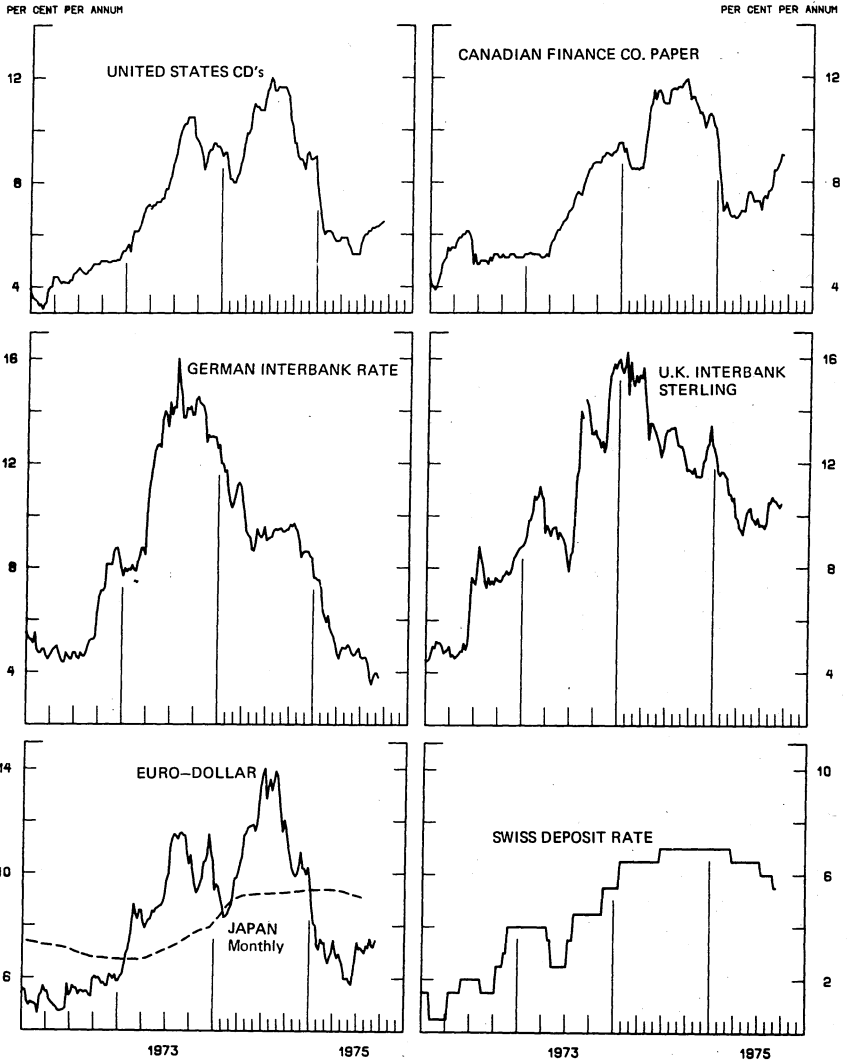 PER CENT PER ANNUM
PER CENT PER ANNUM
UNITED STATES CD's
12
8
4
CANADIAN FINANCE CO. PAPER
12
8
4
GERMAN INTERBANK RATE
16
12
8
4
U.K. INTERBANK
STERLING
16
12
8
4
EURO-DOLLAR
14
10
6
JAPAN
Monthly
1973
1975
SWISS DEPOSIT RATE
10
6
2
1973
1975